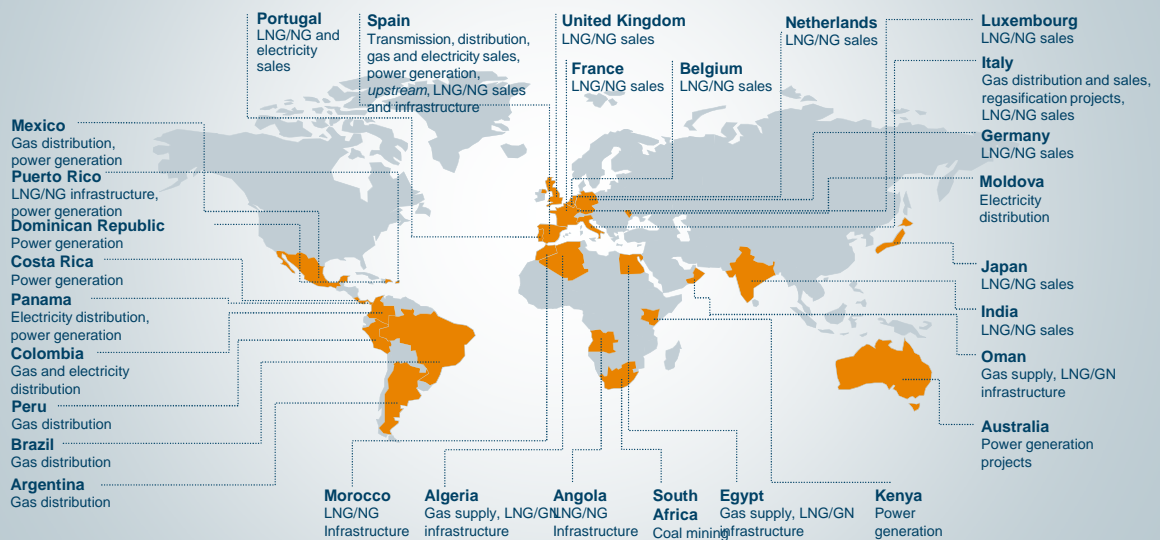 Portugal
LNG/NG and
electricity
sales
Spain
Transmission, distribution,
gas and electricity sales,
power generation,
upstream, LNG/NG sales
and infrastructure
United Kingdom
LNG/NG sales
France
LNG/NG sales
Belgium
LNG/NG sales
Netherlands
LNG/NG sales
Luxembourg
LNG/NG sales
Italy
Gas distribution and sales,
regasification projects,
LNG/NG sales
Germany
LNG/NG sales
Moldova
Electricity
distribution
Japan
LNG/NG sales
India
LNG/NG sales
Oman
Gas supply, LNG/GN
infrastructure
Australia
Power generation
projects
Mexico
Gas distribution,
power generation
Puerto Rico
LNG/NG infrastructure,
power generation
Dominican Republic
Power generation
Costa Rica
Power generation
Panama
Electricity distribution,
power generation
Colombia
Gas and electricity
distribution
Peru
Gas distribution
Brazil
Gas distribution
Argentina
Gas distribution
Morocco
LNG/NG
Infrastructure
Algeria
Gas supply, LNG/GN
infrastructure
Angola
LNG/NG
Infrastructure
South
Africa
Coal mining
Egypt
Gas supply, LNG/GN
infrastructure
Kenya
Power
generation